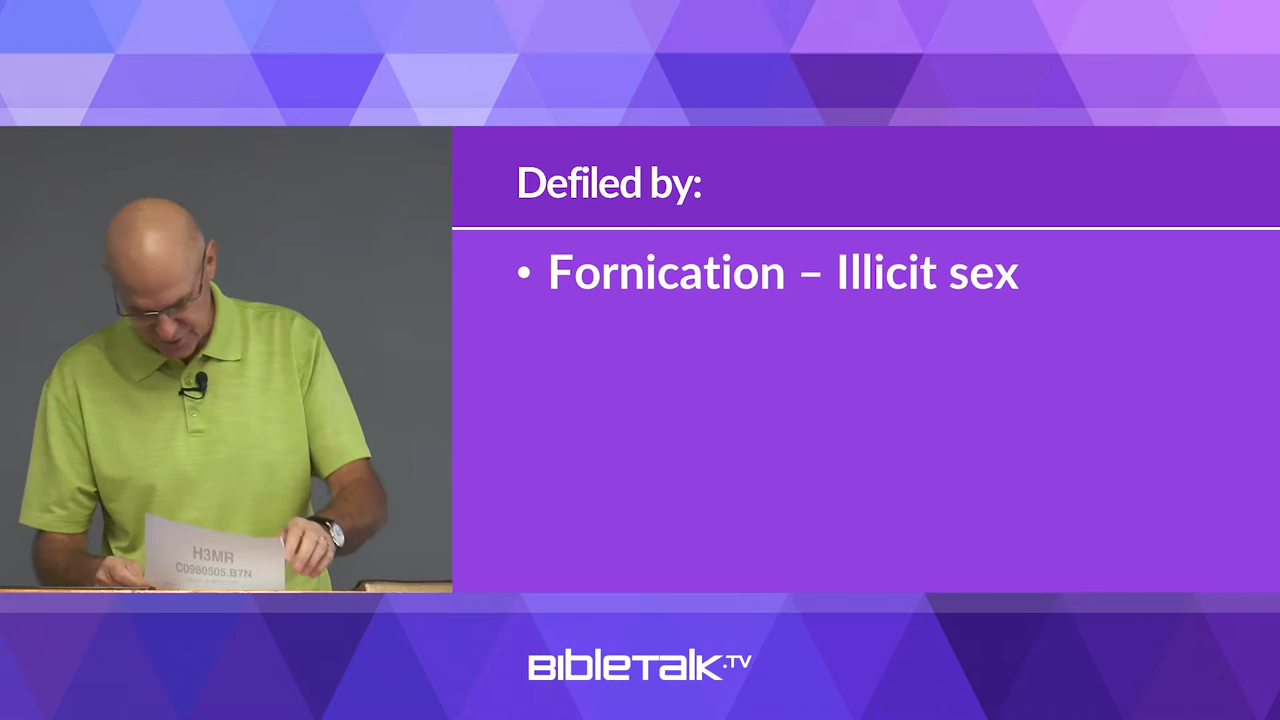 Defiled by:
• Fornication – Illicit sex
H3MR
C0980505.B7N
BibleTalk.TV